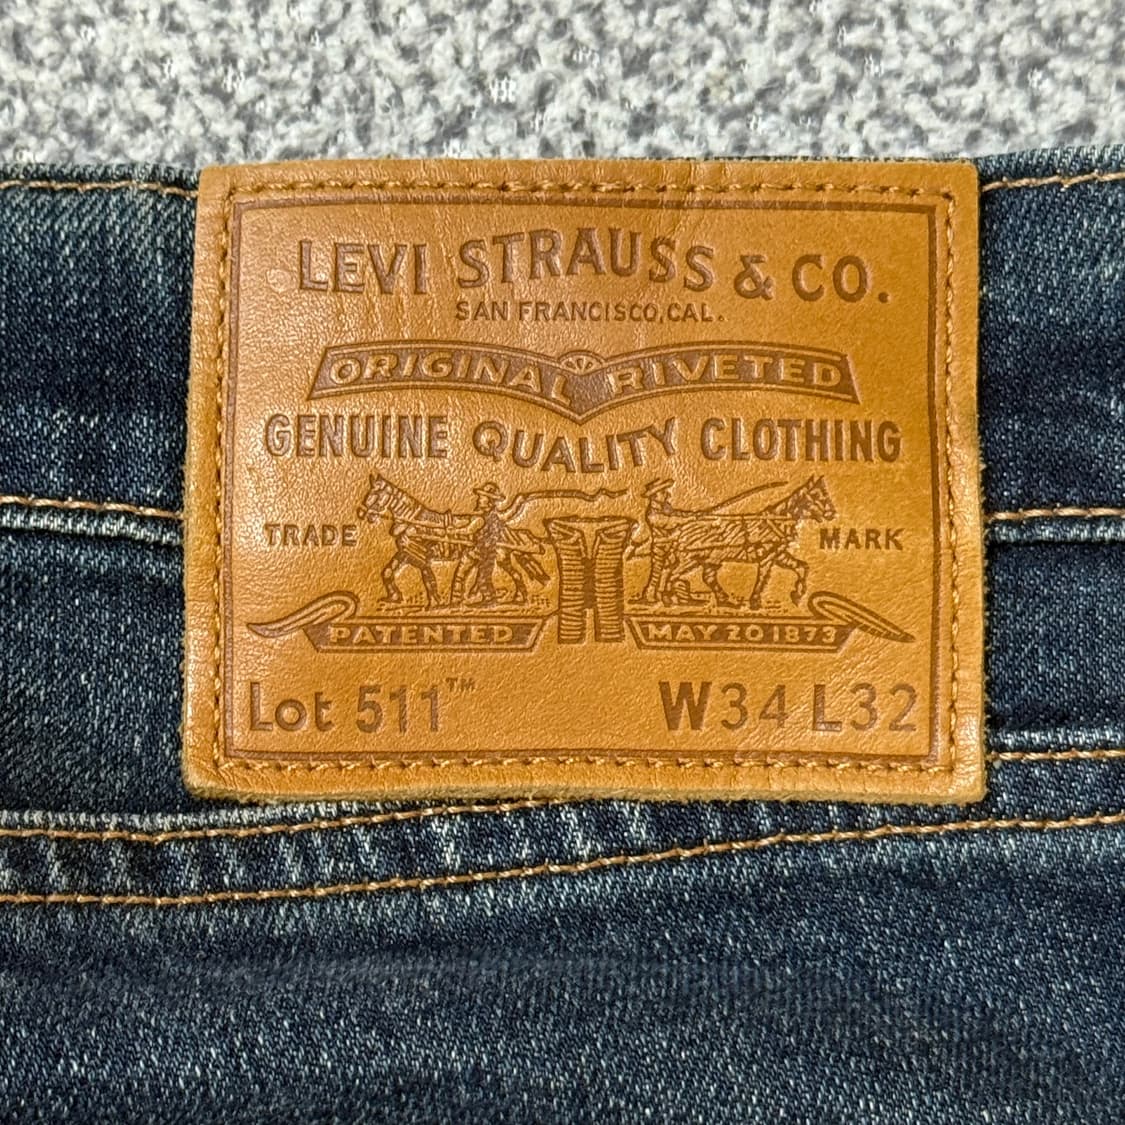 LEVI STRAUSS & CO.
SAN FRANCISCO,CAL.
ORIGINAL RIVETED
GENUINE QUALITY CLOTHING
TRADE MARK
PATENTED MAY 20 1873
Lot 511™ W34 L32